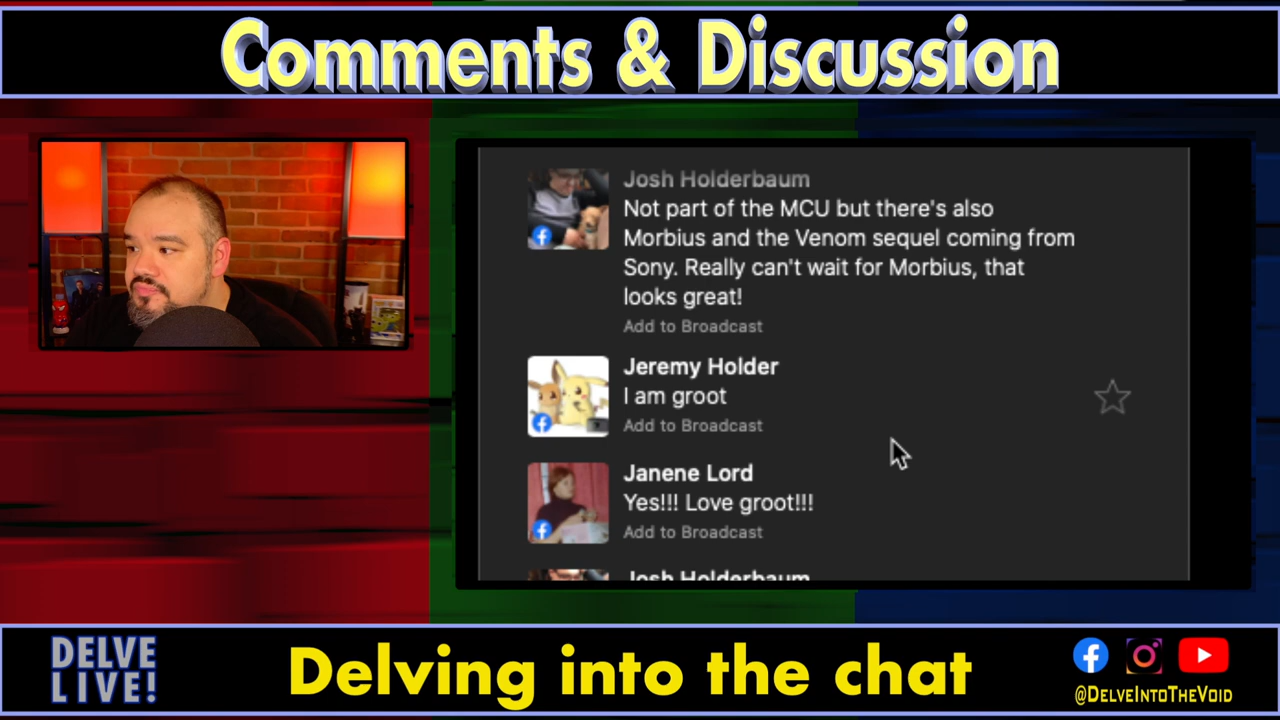 Comments & Discussion
Josh Holderbaum
Not part of the MCU but there's also
Morbius and the Venom sequel coming from
Sony. Really can't wait for Morbius, that
looks great!
Add to Broadcast
Jeremy Holder
I am groot
Add to Broadcast
Janene Lord
Yes!!! Love groot!!!
Add to Broadcast
Josh Holderbaum
DELVE
LIVE!
Delving into the chat
@DelveIntoTheVoid